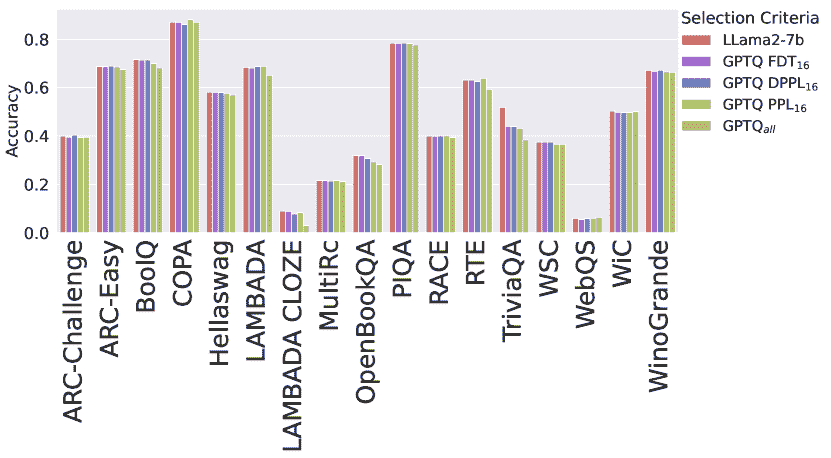 Selection Criteria
LLama2-7b
GPTQ FDT16
GPTQ DPPL16
GPTQ PPL16
GPTQall
Accuracy
0.8
0.6
0.4
0.2
0.0
ARC-Challenge
ARC-Easy
BoolQ
COPA
Hellaswag
LAMBADA
LAMBADA CLOZE
MultiRc
OpenBookQA
PIQA
RACE
RTE
TriviaQA
WSC
WebQS
WiC
WinoGrande